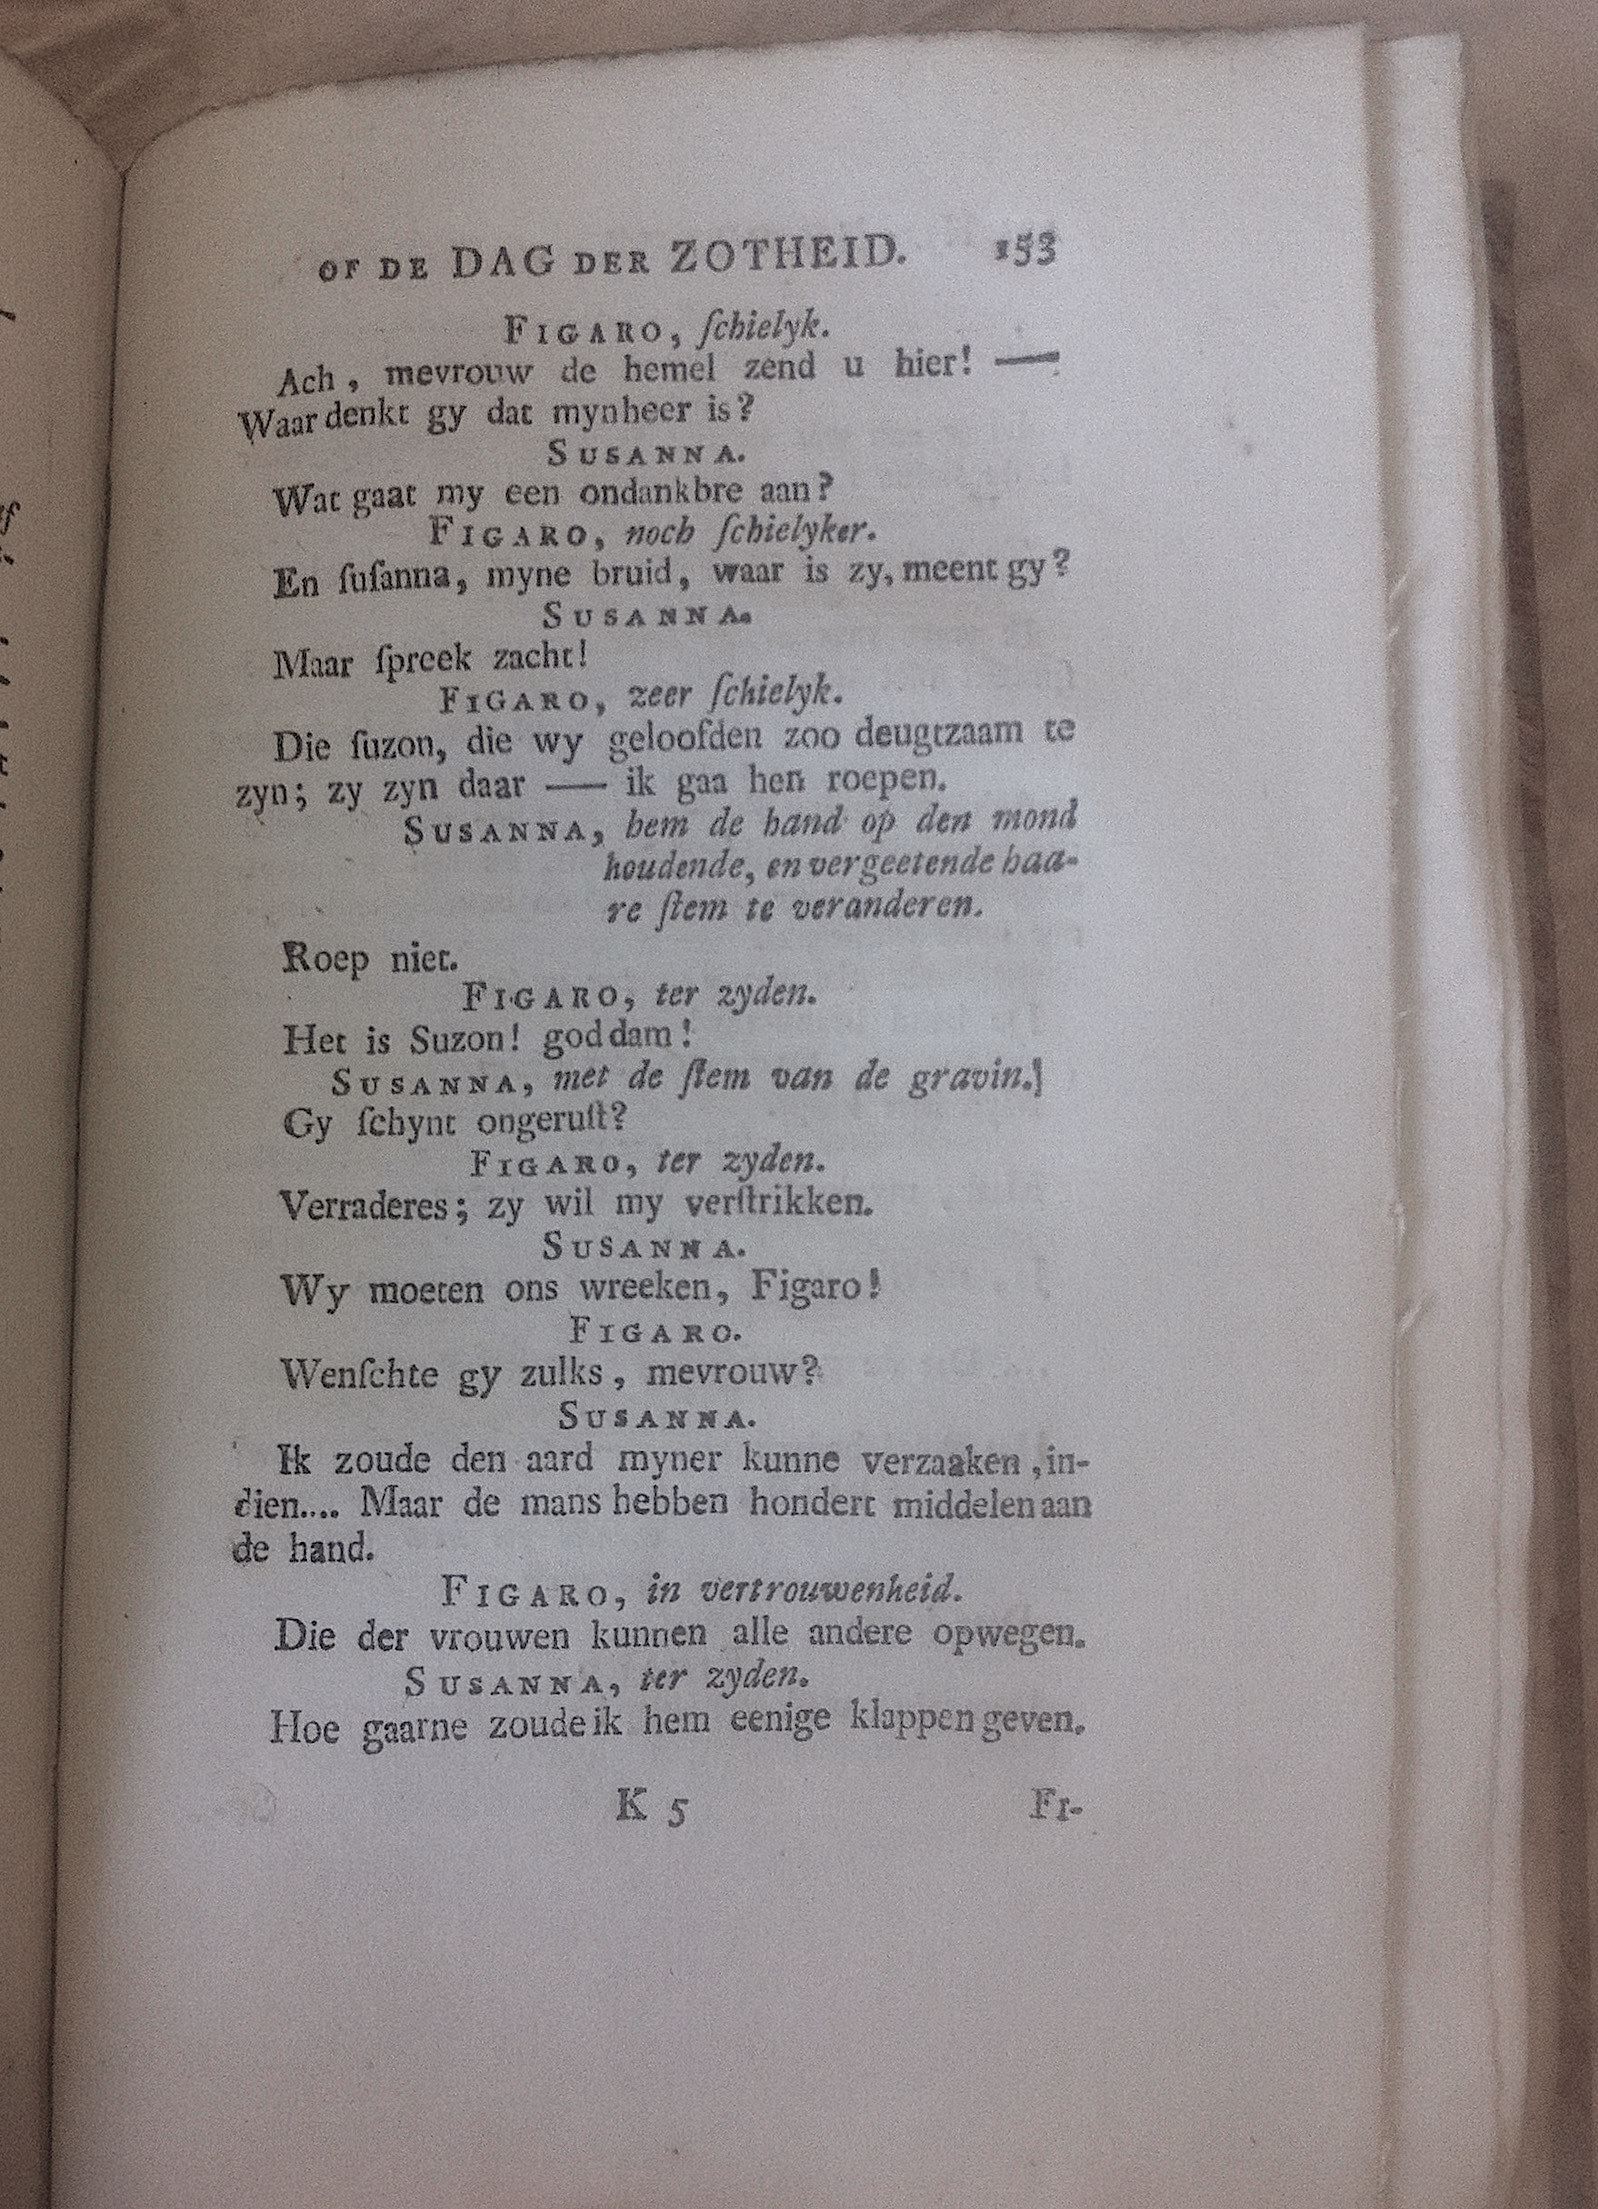 OF DE DAG DER ZOTHEID. 153
FIGARO, ſchielyk.
Ach, mevrouw de hemel zend u hier! —
Waar denkt gy dat mynheer is?
SUSANNA.
Wat gaat my een ondankbre aan?
FIGARO, noch ſchielyker.
En ſuſanna, myne bruid, waar is zy, meent gy?
SUSANNA.
Maar ſpreek zacht!
FIGARO, zeer ſchielyk.
Die ſuzon, die wy geloofden zoo deugtzaam te
zyn; zy zyn daar — ik gaa hen roepen.
SUSANNA, hem de hand op den mond
houdende, en vergeetende haa-
re ſtem te veranderen.
Roep niet.
FIGARO, ter zyden.
Het is Suzon! god dam!
SUSANNA, met de ſtem van de gravin.]
Gy ſchynt ongeruſt?
FIGARO, ter zyden.
Verraderes; zy wil my verſtrikken.
SUSANNA.
Wy moeten ons wreeken, Figaro!
FIGARO.
Wenſchte gy zulks, mevrouw?
SUSANNA.
Ik zoude den aard myner kunne verzaaken, in-
dien.... Maar de mans hebben hondert middelen aan
de hand.
FIGARO, in vertrouwenheid.
Die der vrouwen kunnen alle andere opwegen.
SUSANNA, ter zyden.
Hoe gaarne zoude ik hem eenige klappen geven.
K 5 FI-